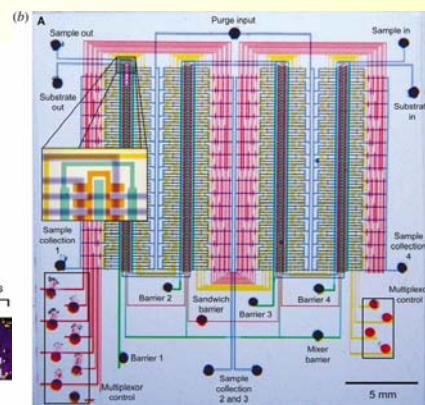 (b)
A
Purge input
Sample out
Sample in
Substrate
out
Substrate
in
Sample
collection
1
Sample
collection
4
Barrier 2
Sandwich
barrier
Barrier 3
Barrier 4
Multiplexor
control
Barrier 1
Mixer
barrier
Multiplexor
control
Sample
collection
2 and 3
5 mm
s